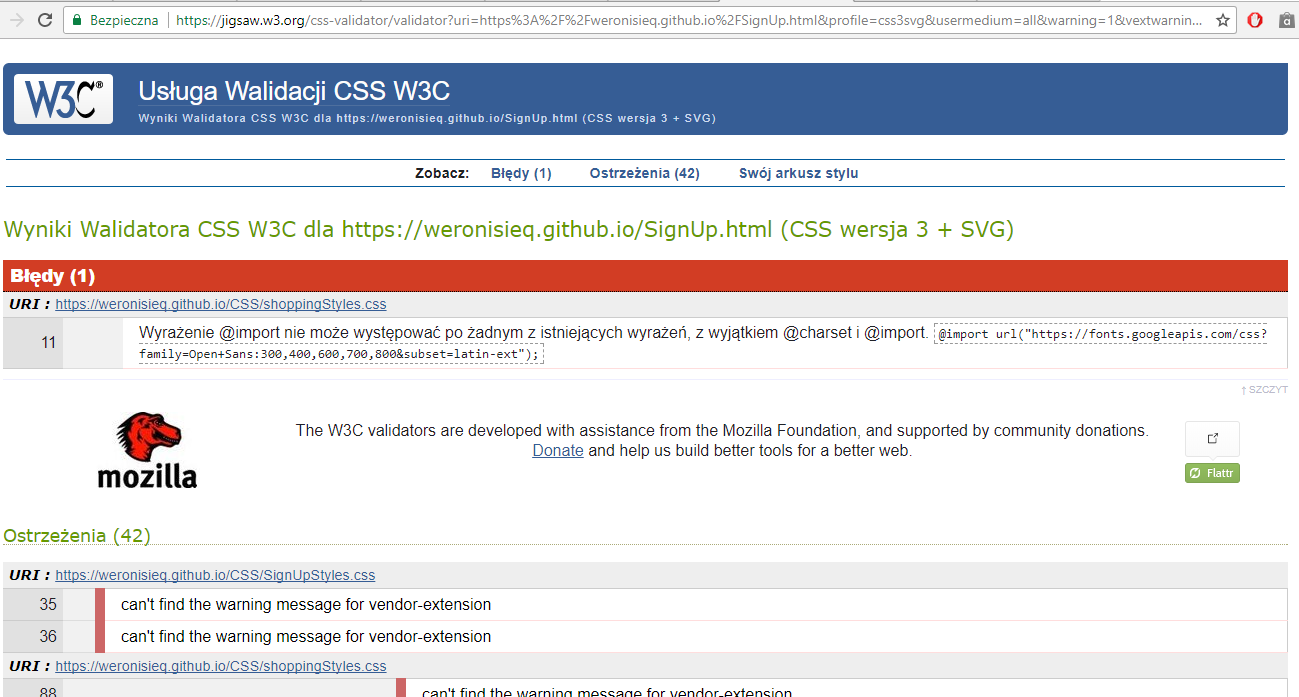 Bezpieczna https://jigsaw.w3.org/css-validator/validator?uri=https%3A%2F%2Fweronisieq.github.io%2FSignUp.html&profile=css3svg&usermedium=all&warning=1&vextwarnin...
W3C®
Usługa Walidacji CSS W3C
Wyniki Walidatora CSS W3C dla https://weronisieq.github.io/SignUp.html (CSS wersja 3 + SVG)
Zobacz: Błędy (1) Ostrzeżenia (42) Swój arkusz stylu
Wyniki Walidatora CSS W3C dla https://weronisieq.github.io/SignUp.html (CSS wersja 3 + SVG)
Błędy (1)
URI : https://weronisieq.github.io/CSS/shoppingStyles.css
11 Wyrażenie @import nie może występować po żadnym z istniejących wyrażeń, z wyjątkiem @charset i @import. @import url("https://fonts.googleapis.com/css?
family=Open+Sans:300,400,600,700,800&subset=latin-ext");
↑ SZCZYT
The W3C validators are developed with assistance from the Mozilla Foundation, and supported by community donations.
Donate and help us build better tools for a better web.
mozilla
Flattr
Ostrzeżenia (42)
URI : https://weronisieq.github.io/CSS/SignUpStyles.css
35 can't find the warning message for vendor-extension
36 can't find the warning message for vendor-extension
URI : https://weronisieq.github.io/CSS/shoppingStyles.css
88 can't find the warning message for vendor-extension